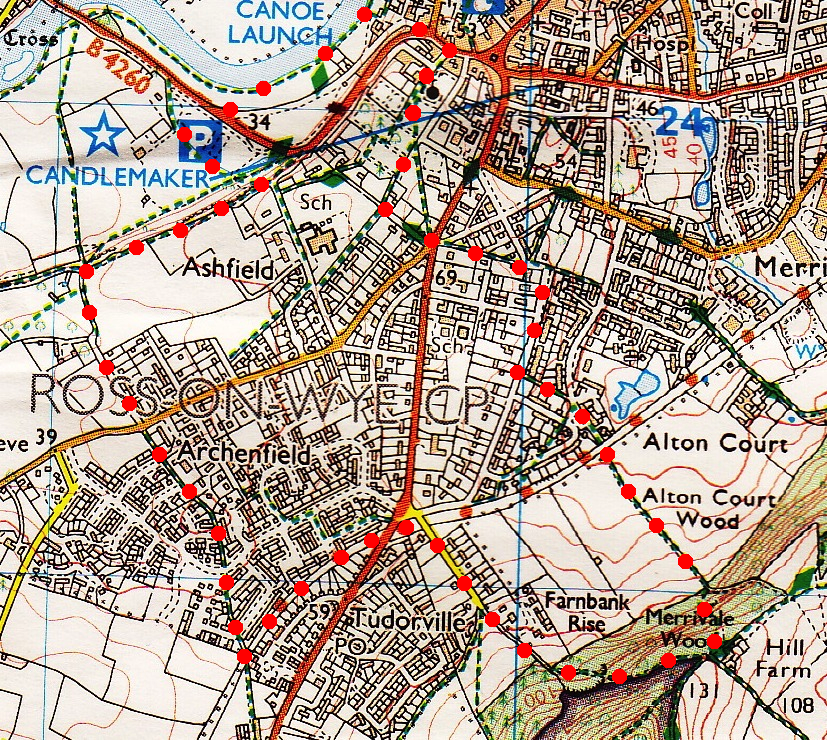 CANOE
LAUNCH
Cross
B 4260
53
Hospl
Coll
34
P
46
24
45
40
CANDLEMAKER
54
Sch
Ashfield
69
Merri
Sch
W
ROSS-ON-WYE CP
eve 39
Archenfield
Alton Court
Alton Court
Wood
59
Tudorville
PO
Farnbank
Rise
Merrivale
Wood
Hill
Farm
131
108
100